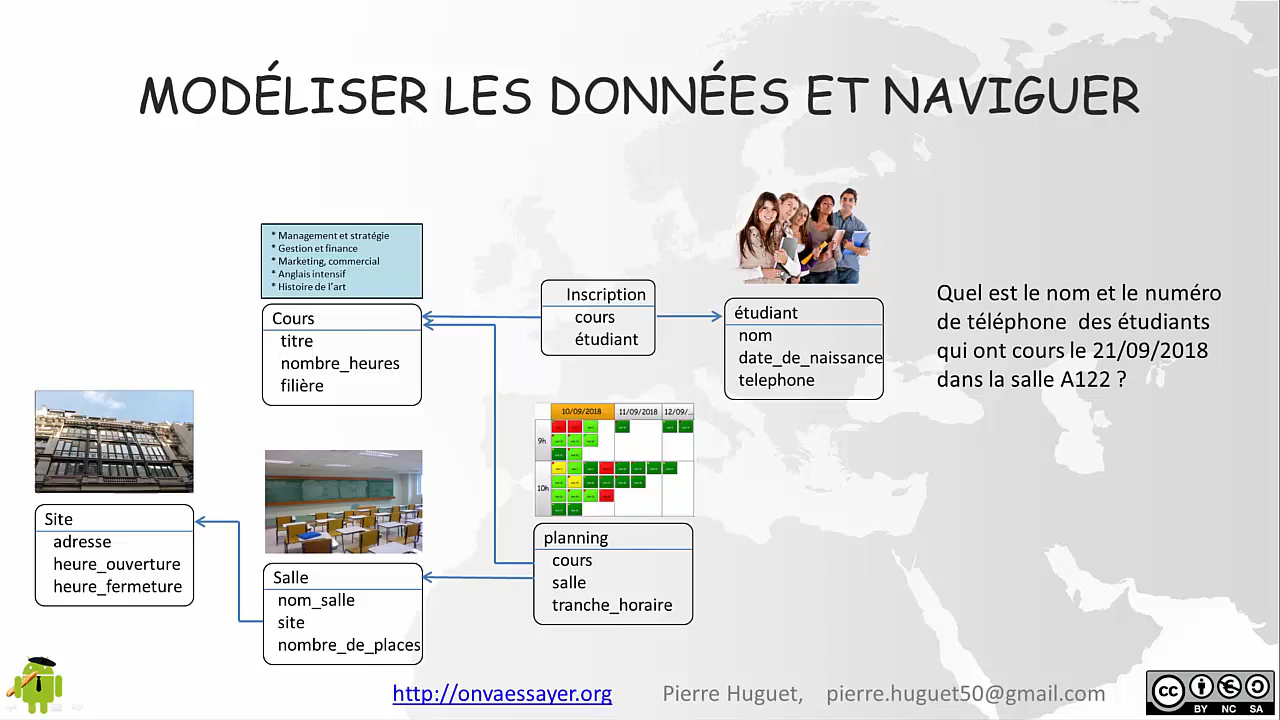 MODÉLISER LES DONNÉES ET NAVIGUER
* Management et stratégie
* Gestion et finance
* Marketing, commercial
* Anglais intensif
* Histoire de l'art
Cours
titre
nombre_heures
filière
Inscription
cours
étudiant
étudiant
nom
date_de_naissance
telephone
Quel est le nom et le numéro
de téléphone des étudiants
qui ont cours le 21/09/2018
dans la salle A122 ?
10/09/2018 11/09/2018 12/09/...
9h
10h
Site
adresse
heure_ouverture
heure_fermeture
Salle
nom_salle
site
nombre_de_places
planning
cours
salle
tranche_horaire
http://onvaessayer.org Pierre Huguet, pierre.huguet50@gmail.com
cc
BY NC SA